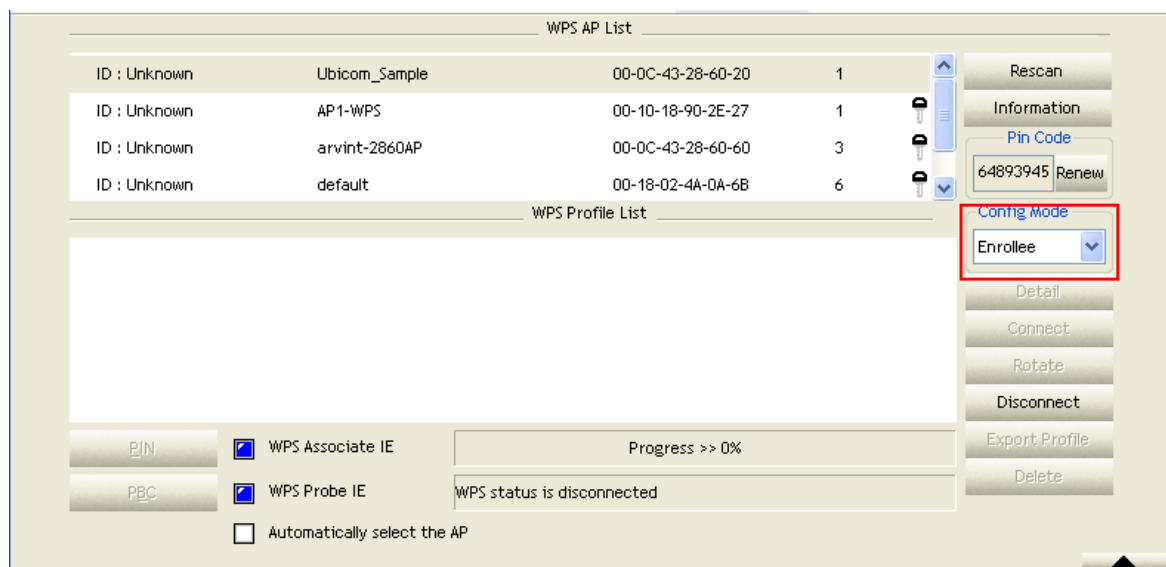 WPS AP List
ID : Unknown Ubicom_Sample 00-0C-43-28-60-20 1 Rescan
ID : Unknown AP1-WPS 00-10-18-90-2E-27 1 Information
Pin Code
ID : Unknown arvint-2860AP 00-0C-43-28-60-60 3
ID : Unknown default 00-18-02-4A-0A-6B 6 64893945 Renew
WPS Profile List Config Mode
Enrollee
Detail
Connect
Rotate
Disconnect
PIN WPS Associate IE Progress >> 0% Export Profile
PBC WPS Probe IE WPS status is disconnected Delete
Automatically select the AP